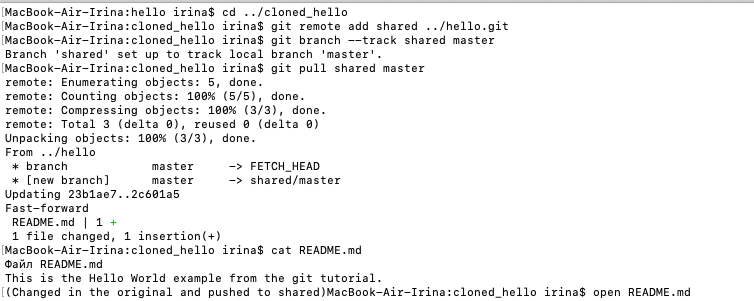 [MacBook-Air-Irina:hello irina$ cd ../cloned_hello
[MacBook-Air-Irina:cloned_hello irina$ git remote add shared ../hello.git
[MacBook-Air-Irina:cloned_hello irina$ git branch --track shared master
Branch 'shared' set up to track local branch 'master'.
[MacBook-Air-Irina:cloned_hello irina$ git pull shared master
remote: Enumerating objects: 5, done.
remote: Counting objects: 100% (5/5), done.
remote: Compressing objects: 100% (3/3), done.
remote: Total 3 (delta 0), reused 0 (delta 0)
Unpacking objects: 100% (3/3), done.
From ../hello
 * branch            master     -> FETCH_HEAD
 * [new branch]      master     -> shared/master
Updating 23b1ae7..2c601a5
Fast-forward
 README.md | 1 +
 1 file changed, 1 insertion(+)
[MacBook-Air-Irina:cloned_hello irina$ cat README.md
Файл README.md
This is the Hello World example from the git tutorial.
[(Changed in the original and pushed to shared)MacBook-Air-Irina:cloned_hello irina$ open README.md